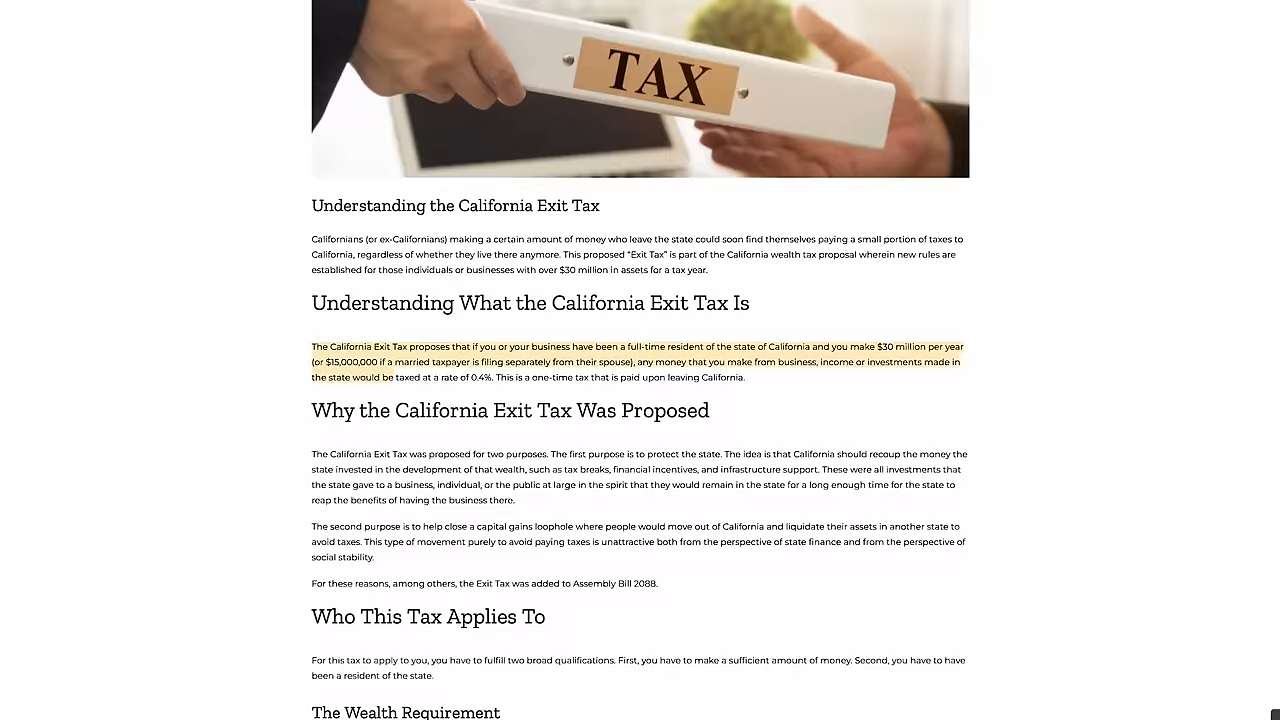 TAX
Understanding the California Exit Tax
Californians (or ex-Californians) making a certain amount of money who leave the state could soon find themselves paying a small portion of taxes to
California, regardless of whether they live there anymore. This proposed “Exit Tax” is part of the California wealth tax proposal wherein new rules are
established for those individuals or businesses with over $30 million in assets for a tax year.
Understanding What the California Exit Tax Is
The California Exit Tax proposes that if you or your business have been a full-time resident of the state of California and you make $30 million per year
(or $15,000,000 if a married taxpayer is filing separately from their spouse), any money that you make from business, income or investments made in
the state would be taxed at a rate of 0.4%. This is a one-time tax that is paid upon leaving California.
Why the California Exit Tax Was Proposed
The California Exit Tax was proposed for two purposes. The first purpose is to protect the state. The idea is that California should recoup the money the
state invested in the development of that wealth, such as tax breaks, financial incentives, and infrastructure support. These were all investments that
the state gave to a business, individual, or the public at large in the spirit that they would remain in the state for a long enough time for the state to
reap the benefits of having the business there.
The second purpose is to help close a capital gains loophole where people would move out of California and liquidate their assets in another state to
avoid taxes. This type of movement purely to avoid paying taxes is unattractive both from the perspective of state finance and from the perspective of
social stability.
For these reasons, among others, the Exit Tax was added to Assembly Bill 2088.
Who This Tax Applies To
For this tax to apply to you, you have to fulfill two broad qualifications. First, you have to make a sufficient amount of money. Second, you have to have
been a resident of the state.
The Wealth Requirement